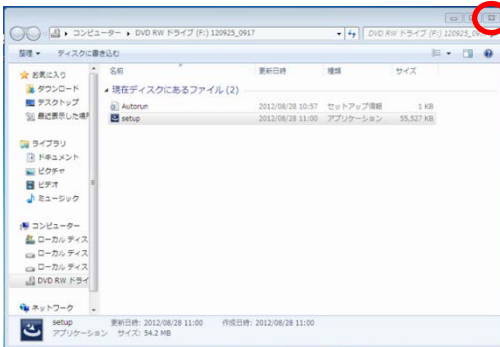 コンピューター ▸ DVD RW ドライブ (F:) 120925_0917
DVD RW ドライブ (F:) 120925_09
整理 ▾ ディスクに書き込む
名前 更新日時 種類 サイズ
現在ディスクにあるファイル (2)
Autorun 2012/08/28 10:57 セットアップ情報 1 KB
setup 2012/08/28 11:00 アプリケーション 55,527 KB
お気に入り
ダウンロード
デスクトップ
最近表示した場所
ライブラリ
ドキュメント
ピクチャ
ビデオ
ミュージック
コンピューター
ローカル ディス
ローカル ディス
ローカル ディス
DVD RW ドライ
ネットワーク
setup 更新日時: 2012/08/28 11:00 作成日時: 2012/08/28 11:00
アプリケーション サイズ: 54.2 MB